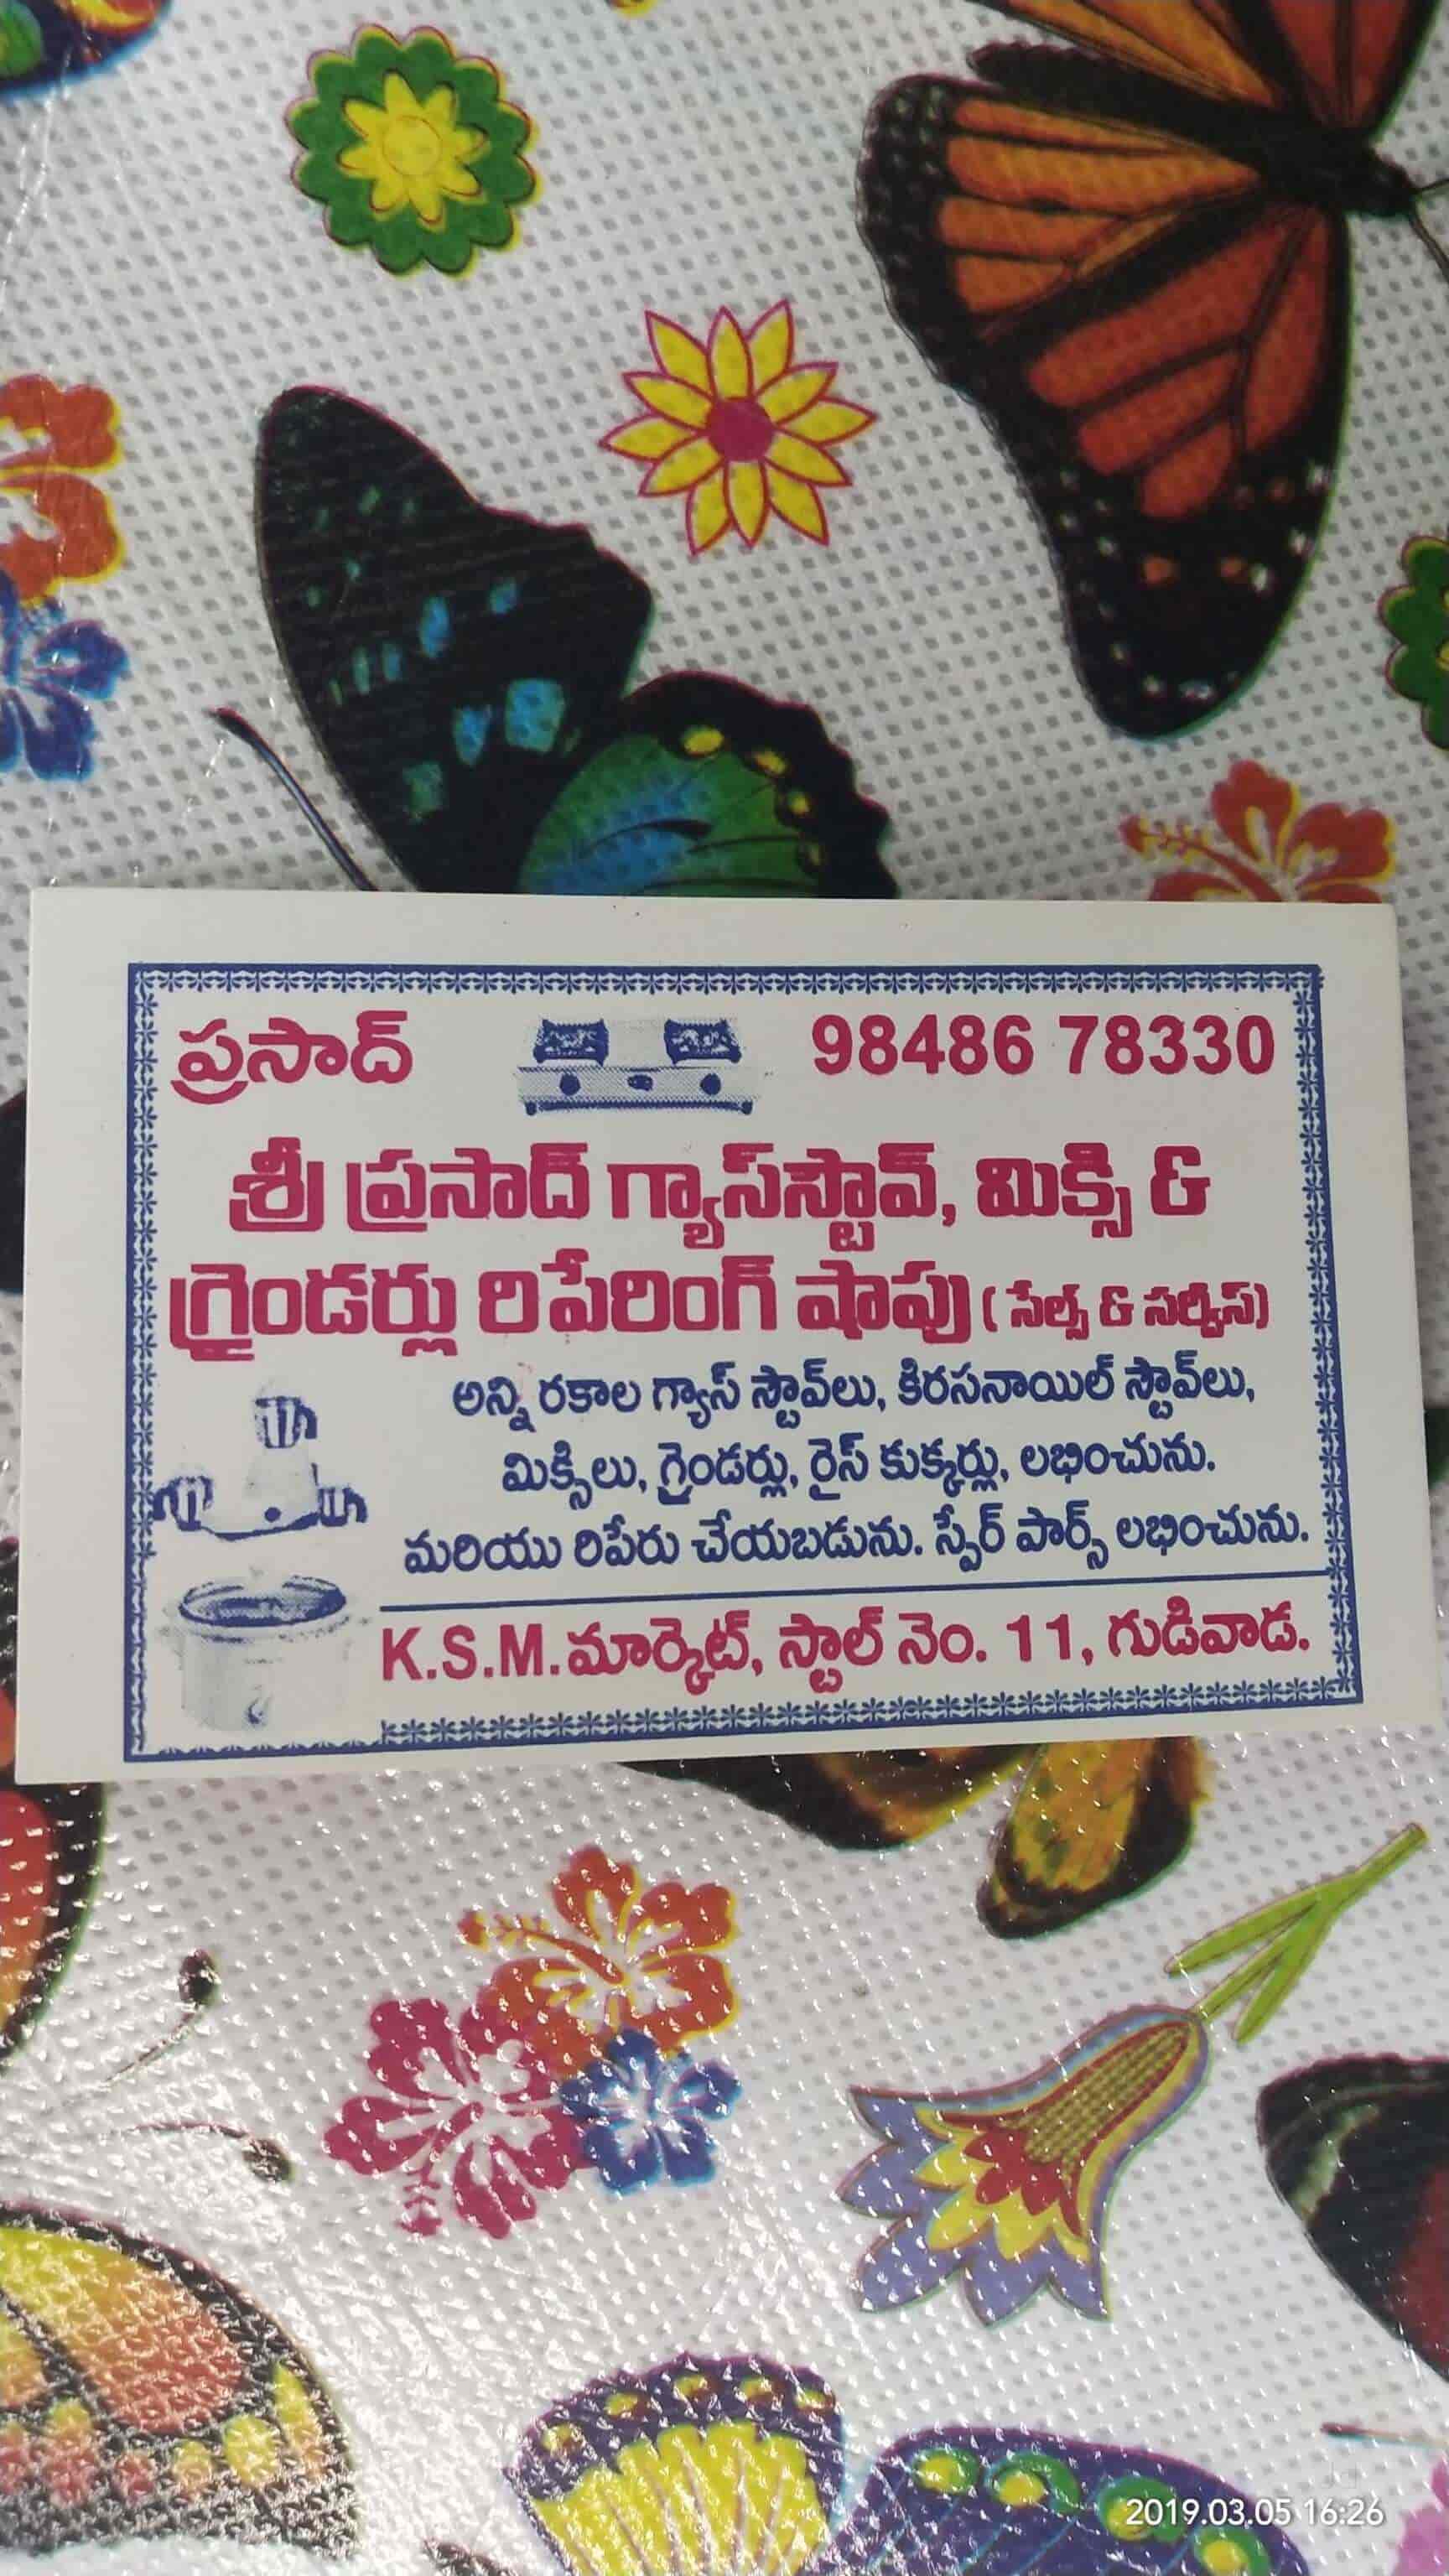 ప్రసాద్ 98486 78330
శ్రీ ప్రసాద్ గ్యాస్‌స్టౌవ్, మిక్సి &
గ్రైండర్లు రిపేరింగ్ షాపు ( సేల్స్ & సర్వీస్)
అన్ని రకాల గ్యాస్ స్టౌవ్‌లు, కిరసనాయిల్ స్టౌవ్‌లు,
మిక్సిలు, గ్రైండర్లు, రైస్ కుక్కర్లు, లభించును.
మరియు రిపేరు చేయబడును. స్పేర్ పార్ట్స్ లభించును.
K.S.M. మార్కెట్, స్టాల్ నెం. 11, గుడివాడ.
2019.03.05 16:26